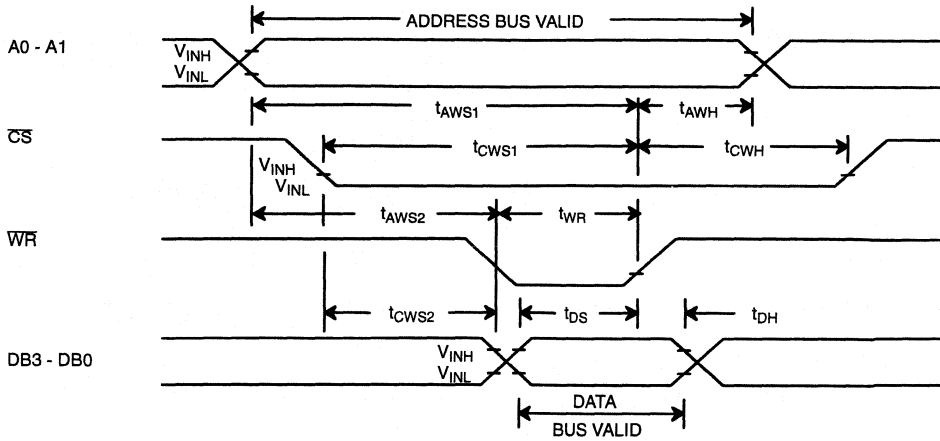 ADDRESS BUS VALID
A0 - A1
VINH
VINL
tAWS1
tAWH
CS
tCWS1
tCWH
VINH
VINL
tAWS2
tWR
WR
tCWS2
tDS
tDH
DB3 - DB0
VINH
VINL
DATA
BUS VALID